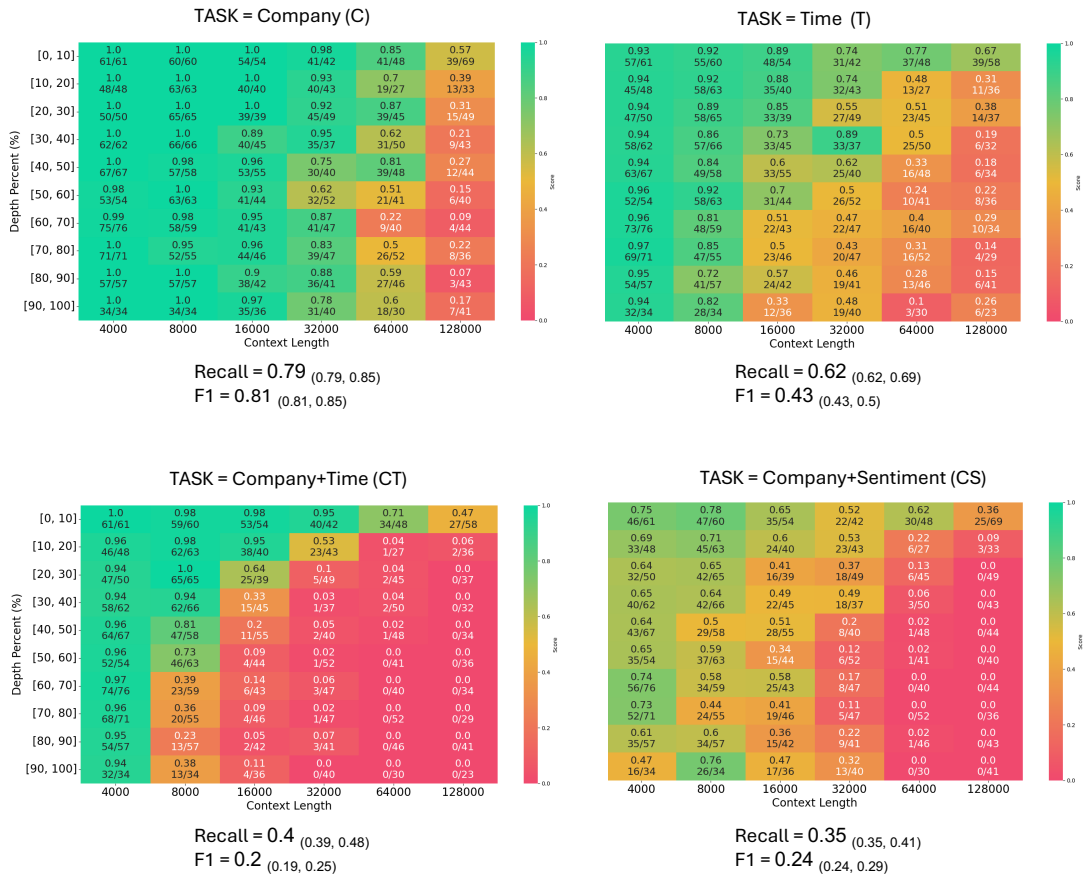 TASK = Company (C)
Depth Percent (%)
[0, 10] 1.0 1.0 1.0 0.98 0.85 0.57
61/61 60/60 54/54 41/42 41/48 39/69
[10, 20] 1.0 1.0 1.0 0.93 0.7 0.39
48/48 63/63 40/40 40/43 19/27 13/33
[20, 30] 1.0 1.0 1.0 0.92 0.87 0.31
50/50 65/65 39/39 45/49 39/45 15/49
[30, 40] 1.0 1.0 0.89 0.95 0.62 0.21
62/62 66/66 40/45 35/37 31/50 9/43
[40, 50] 1.0 0.98 0.96 0.75 0.81 0.27
67/67 57/58 53/55 30/40 39/48 12/44
[50, 60] 0.98 1.0 0.93 0.62 0.51 0.15
53/54 63/63 41/44 32/52 21/41 6/40
[60, 70] 0.99 0.98 0.95 0.87 0.22 0.09
75/76 58/59 41/43 41/47 9/40 4/44
[70, 80] 1.0 0.95 0.96 0.83 0.5 0.22
71/71 52/55 44/46 39/47 26/52 8/36
[80, 90] 1.0 1.0 0.9 0.88 0.59 0.07
57/57 57/57 38/42 36/41 27/46 3/43
[90, 100] 1.0 1.0 0.97 0.78 0.6 0.17
34/34 34/34 35/36 31/40 18/30 7/41
4000 8000 16000 32000 64000 128000
Context Length
1.0
0.8
0.6
0.4
0.2
0.0
Score
Recall = 0.79 (0.79, 0.85)
F1 = 0.81 (0.81, 0.85)
TASK = Time (T)
0.93 0.92 0.89 0.74 0.77 0.67
57/61 55/60 48/54 31/42 37/48 39/58
0.94 0.92 0.88 0.74 0.48 0.31
45/48 58/63 35/40 32/43 13/27 11/36
0.94 0.89 0.85 0.55 0.51 0.38
47/50 58/65 33/39 27/49 23/45 14/37
0.94 0.86 0.73 0.89 0.5 0.19
58/62 57/66 33/45 33/37 25/50 6/32
0.94 0.84 0.6 0.62 0.33 0.18
63/67 49/58 33/55 25/40 16/48 6/34
0.96 0.92 0.7 0.5 0.24 0.22
52/54 58/63 31/44 26/52 10/41 8/36
0.96 0.81 0.51 0.47 0.4 0.29
73/76 48/59 22/43 22/47 16/40 10/34
0.97 0.85 0.5 0.43 0.31 0.14
69/71 47/55 23/46 20/47 16/52 4/29
0.95 0.72 0.57 0.46 0.28 0.15
54/57 41/57 24/42 19/41 13/46 6/41
0.94 0.82 0.33 0.48 0.1 0.26
32/34 28/34 12/36 19/40 3/30 6/23
4000 8000 16000 32000 64000 128000
Context Length
1.0
0.8
0.6
0.4
0.2
0.0
Score
Recall = 0.62 (0.62, 0.69)
F1 = 0.43 (0.43, 0.5)
TASK = Company+Time (CT)
Depth Percent (%)
[0, 10] 1.0 0.98 0.98 0.95 0.71 0.47
61/61 59/60 53/54 40/42 34/48 27/58
[10, 20] 0.96 0.98 0.95 0.53 0.04 0.06
46/48 62/63 38/40 23/43 1/27 2/36
[20, 30] 0.94 1.0 0.64 0.1 0.04 0.0
47/50 65/65 25/39 5/49 2/45 0/37
[30, 40] 0.94 0.94 0.33 0.03 0.04 0.0
58/62 62/66 15/45 1/37 2/50 0/32
[40, 50] 0.96 0.81 0.2 0.05 0.02 0.0
64/67 47/58 11/55 2/40 1/48 0/34
[50, 60] 0.96 0.73 0.09 0.02 0.0 0.0
52/54 46/63 4/44 1/52 0/41 0/36
[60, 70] 0.97 0.39 0.14 0.06 0.0 0.0
74/76 23/59 6/43 3/47 0/40 0/34
[70, 80] 0.96 0.36 0.09 0.02 0.0 0.0
68/71 20/55 4/46 1/47 0/52 0/29
[80, 90] 0.95 0.23 0.05 0.07 0.0 0.0
54/57 13/57 2/42 3/41 0/46 0/41
[90, 100] 0.94 0.38 0.11 0.0 0.0 0.0
32/34 13/34 4/36 0/40 0/30 0/23
4000 8000 16000 32000 64000 128000
Context Length
1.0
0.8
0.6
0.4
0.2
0.0
Score
Recall = 0.4 (0.39, 0.48)
F1 = 0.2 (0.19, 0.25)
TASK = Company+Sentiment (CS)
0.75 0.78 0.65 0.52 0.62 0.36
46/61 47/60 35/54 22/42 30/48 25/69
0.69 0.71 0.6 0.53 0.22 0.09
33/48 45/63 24/40 23/43 6/27 3/33
0.64 0.65 0.41 0.37 0.13 0.0
32/50 42/65 16/39 18/49 6/45 0/49
0.65 0.64 0.49 0.49 0.06 0.0
40/62 42/66 22/45 18/37 3/50 0/43
0.64 0.5 0.51 0.2 0.02 0.0
43/67 29/58 28/55 8/40 1/48 0/44
0.65 0.59 0.34 0.12 0.02 0.0
35/54 37/63 15/44 6/52 1/41 0/40
0.74 0.58 0.58 0.17 0.0 0.0
56/76 34/59 25/43 8/47 0/40 0/44
0.73 0.44 0.41 0.11 0.0 0.0
52/71 24/55 19/46 5/47 0/52 0/36
0.61 0.6 0.36 0.22 0.02 0.0
35/57 34/57 15/42 9/41 1/46 0/43
0.47 0.76 0.47 0.32 0.0 0.0
16/34 26/34 17/36 13/40 0/30 0/41
4000 8000 16000 32000 64000 128000
Context Length
1.0
0.8
0.6
0.4
0.2
0.0
Score
Recall = 0.35 (0.35, 0.41)
F1 = 0.24 (0.24, 0.29)